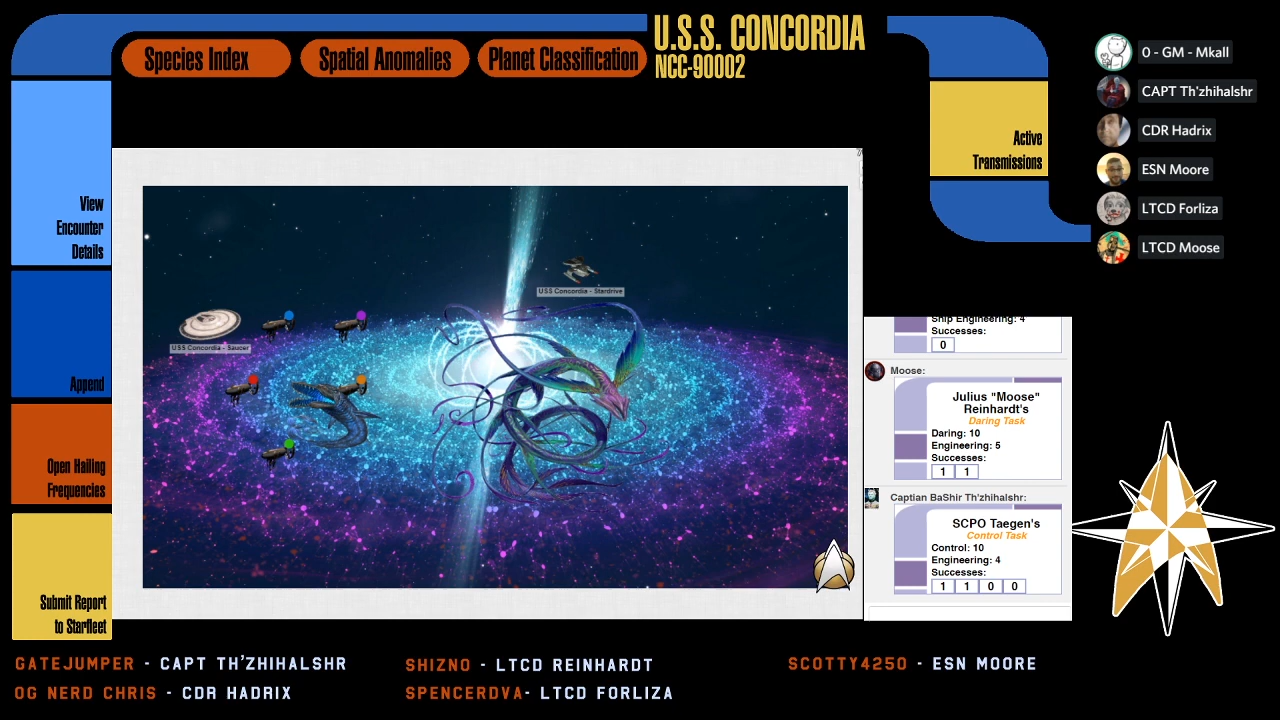 Species Index
Spatial Anomalies
Planet Classification
U.S.S. CONCORDIA
NCC-90002
View
Encounter
Details
Append
Open Hailing
Frequencies
Submit Report
to Starfleet
Active
Transmissions
0 - GM - Mkall
CAPT Th'zhihalshr
CDR Hadrix
ESN Moore
LTCD Forliza
LTCD Moose
USS Concordia - Stardrive
USS Concordia - Saucer
Ship Engineering: 4
Successes:
0
Moose:
Julius "Moose"
Reinhardt's
Daring Task
Daring: 10
Engineering: 5
Successes:
1 1
Captian BaShir Th'zhihalshr:
SCPO Taegen's
Control Task
Control: 10
Engineering: 4
Successes:
1 1 0 0
GATEJUMPER - CAPT TH'ZHIHALSHR
OG NERD CHRIS - CDR HADRIX
SHIZNO - LTCD REINHARDT
SPENCERDVA- LTCD FORLIZA
SCOTTY4250 - ESN MOORE